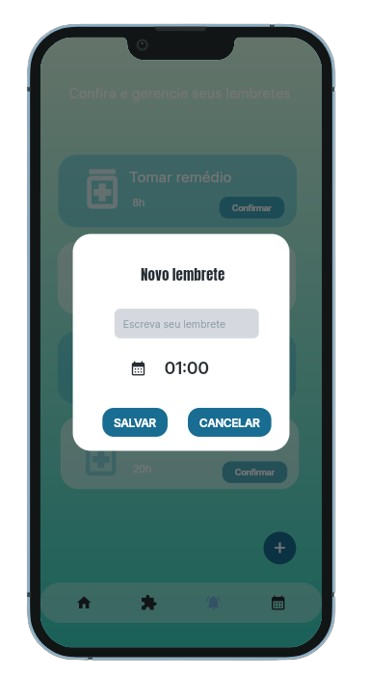 Confira e gerencie seus lembretes
Tomar remédio
8h
Confirmar
Novo lembrete
Escreva seu lembrete
01:00
SALVAR
CANCELAR
20h
Confirmar
+